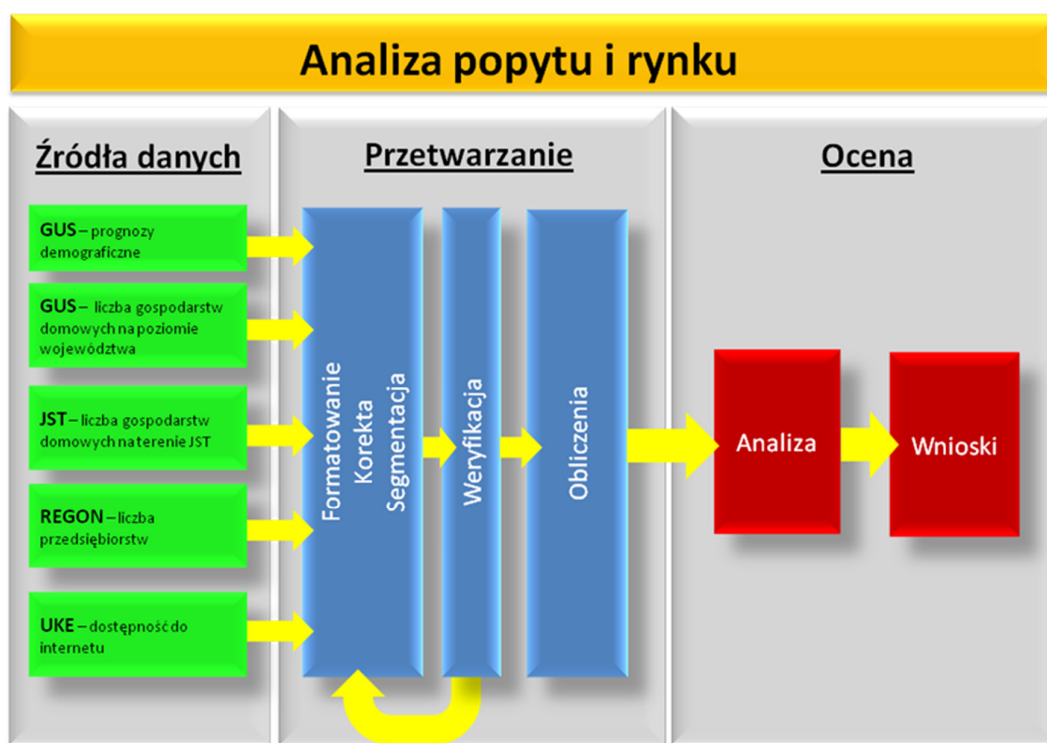 Analiza popytu i rynku
Źródła danych
GUS – prognozy
demograficzne
GUS – liczba gospodarstw
domowych na poziomie
województwa
JST – liczba gospodarstw
domowych na terenie JST
REGON – liczba
przedsiębiorstw
UKE – dostępność do
internetu
Przetwarzanie
Formatowanie
Korekta
Segmentacja
Weryfikacja
Obliczenia
Ocena
Analiza
Wnioski